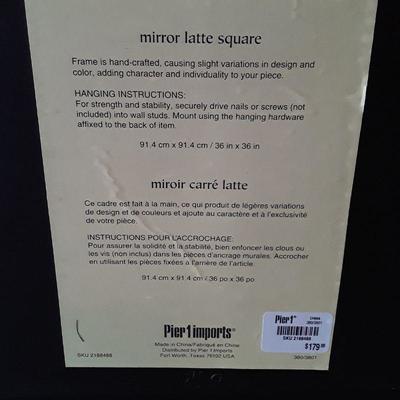 mirror latte square
Frame is hand-crafted, causing slight variations in design and
color, adding character and individuality to your piece.
HANGING INSTRUCTIONS:
For strength and stability, securely drive nails or screws (not
included) into wall studs. Mount using the hanging hardware
affixed to the back of item.
91.4 cm x 91.4 cm / 36 in x 36 in
miroir carré latte
Ce cadre est fait à la main, ce qui produit de légères variations
de design et de couleurs et ajoute au caractère et à l'exclusivité
de votre pièce.
INSTRUCTIONS POUR L'ACCROCHAGE:
Pour assurer la solidité et la stabilité, bien enfoncer les clous ou
les vis (non inclus) dans les pièces d'ancrage murales. Accrocher
en utilisant les pièces fixées à l'arrière de l'article.
91.4 cm x 91.4 cm / 36 po x 36 po
Pier 1 imports®
Made in China/Fabriqué en Chine
Distributed by Pier 1 Imports
Fort Worth, Texas 76102 USA
SKU 2188488
380/3801
Pier1®
380/3801
SKU 2188488
$179.00